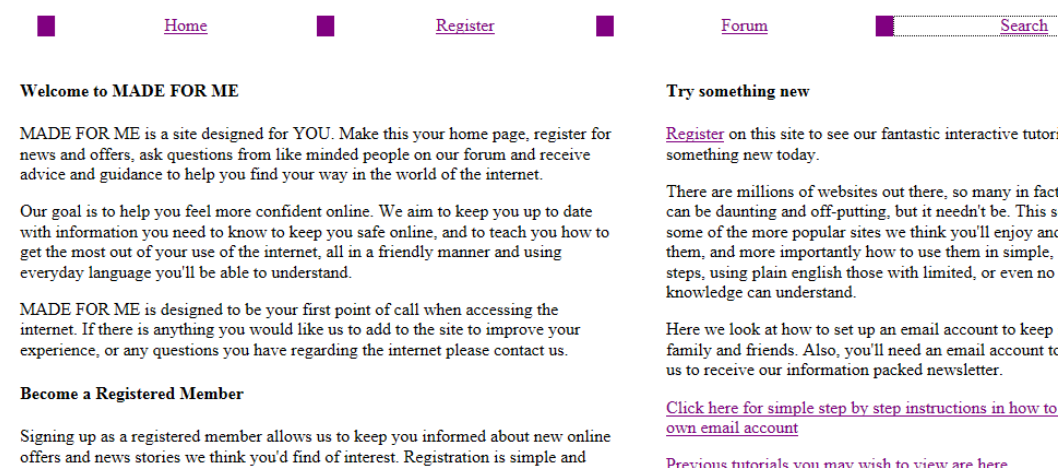 Home Register Forum Search
Welcome to MADE FOR ME
MADE FOR ME is a site designed for YOU. Make this your home page, register for
news and offers, ask questions from like minded people on our forum and receive
advice and guidance to help you find your way in the world of the internet.
Our goal is to help you feel more confident online. We aim to keep you up to date
with information you need to know to keep you safe online, and to teach you how to
get the most out of your use of the internet, all in a friendly manner and using
everyday language you'll be able to understand.
MADE FOR ME is designed to be your first point of call when accessing the
internet. If there is anything you would like us to add to the site to improve your
experience, or any questions you have regarding the internet please contact us.
Become a Registered Member
Signing up as a registered member allows us to keep you informed about new online
offers and news stories we think you'd find of interest. Registration is simple and
Try something new
Register on this site to see our fantastic interactive
something new today.
There are millions of websites out there, so many in fact
can be daunting and off-putting, but it needn't be. This
some of the more popular sites we think you'll enjoy
them, and more importantly how to use them in simple,
steps, using plain english those with limited, or even no
knowledge can understand.
Here we look at how to set up an email account to keep
family and friends. Also, you'll need an email account
us to receive our information packed newsletter.
Click here for simple step by step instructions in how to
own email account
Previous tutorials you may wish to view are here